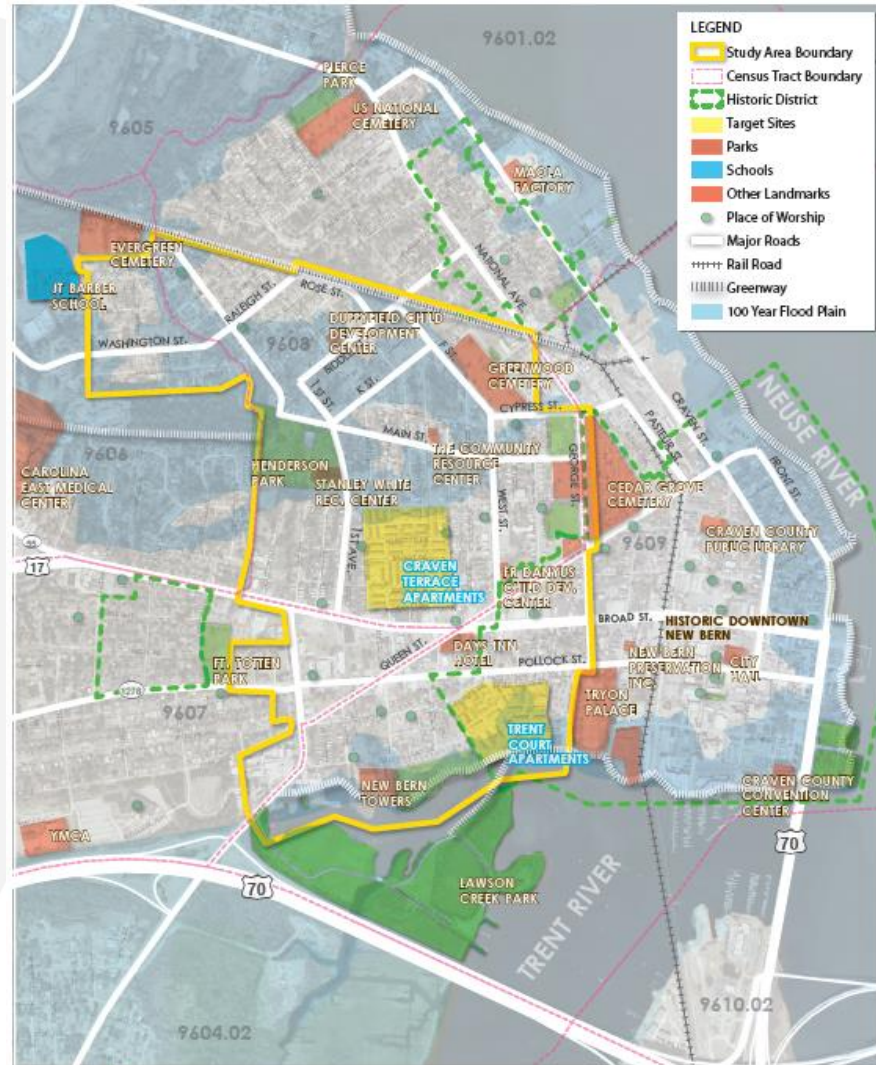 LEGEND
Study Area Boundary
Census Tract Boundary
Historic District
Target Sites
Parks
Schools
Other Landmarks
Place of Worship
Major Roads
Rail Road
Greenway
100 Year Flood Plain
9601.02
PIERCE
PARK
US NATIONAL
CEMETERY
9605
MAOLA
FACTORY
EVERGREEN
CEMETERY
NATIONAL AVE.
JT BARBER
SCHOOL
RALEIGH ST.
ROSE ST.
DUFFYFIELD CHILD
DEVELOPMENT
CENTER
WASHINGTON ST.
9608
F ST.
GREENWOOD
CEMETERY
1ST ST.
K ST.
CYPRESS ST.
PASTEUR ST.
CRAVEN ST.
NEUSE RIVER
MAIN ST.
9606
CAROLINA
EAST MEDICAL
CENTER
HENDERSON
PARK
STANLEY WHITE
REC. CENTER
THE COMMUNITY
RESOURCE
CENTER
WEST ST.
GEORGE ST.
CEDAR GROVE
CEMETERY
FRONT ST.
CRAVEN COUNTY
PUBLIC LIBRARY
55
17
1ST AVE.
CRAVEN
TERRACE
APARTMENTS
9609
FR DANYUS
CHILD DEV.
CENTER
BROAD ST.
HISTORIC DOWNTOWN
NEW BERN
QUEEN ST.
DAYS INN
HOTEL
POLLOCK ST.
NEW BERN
PRESERVATION
INC.
CITY
HALL
FT. TOTTEN
PARK
1278
9607
TRYON
PALACE
TRENT
COURT
APARTMENTS
NEW BERN
TOWERS
CRAVEN COUNTY
CONVENTION
CENTER
YMCA
70
70
LAWSON
CREEK PARK
TRENT RIVER
9604.02
9610.02